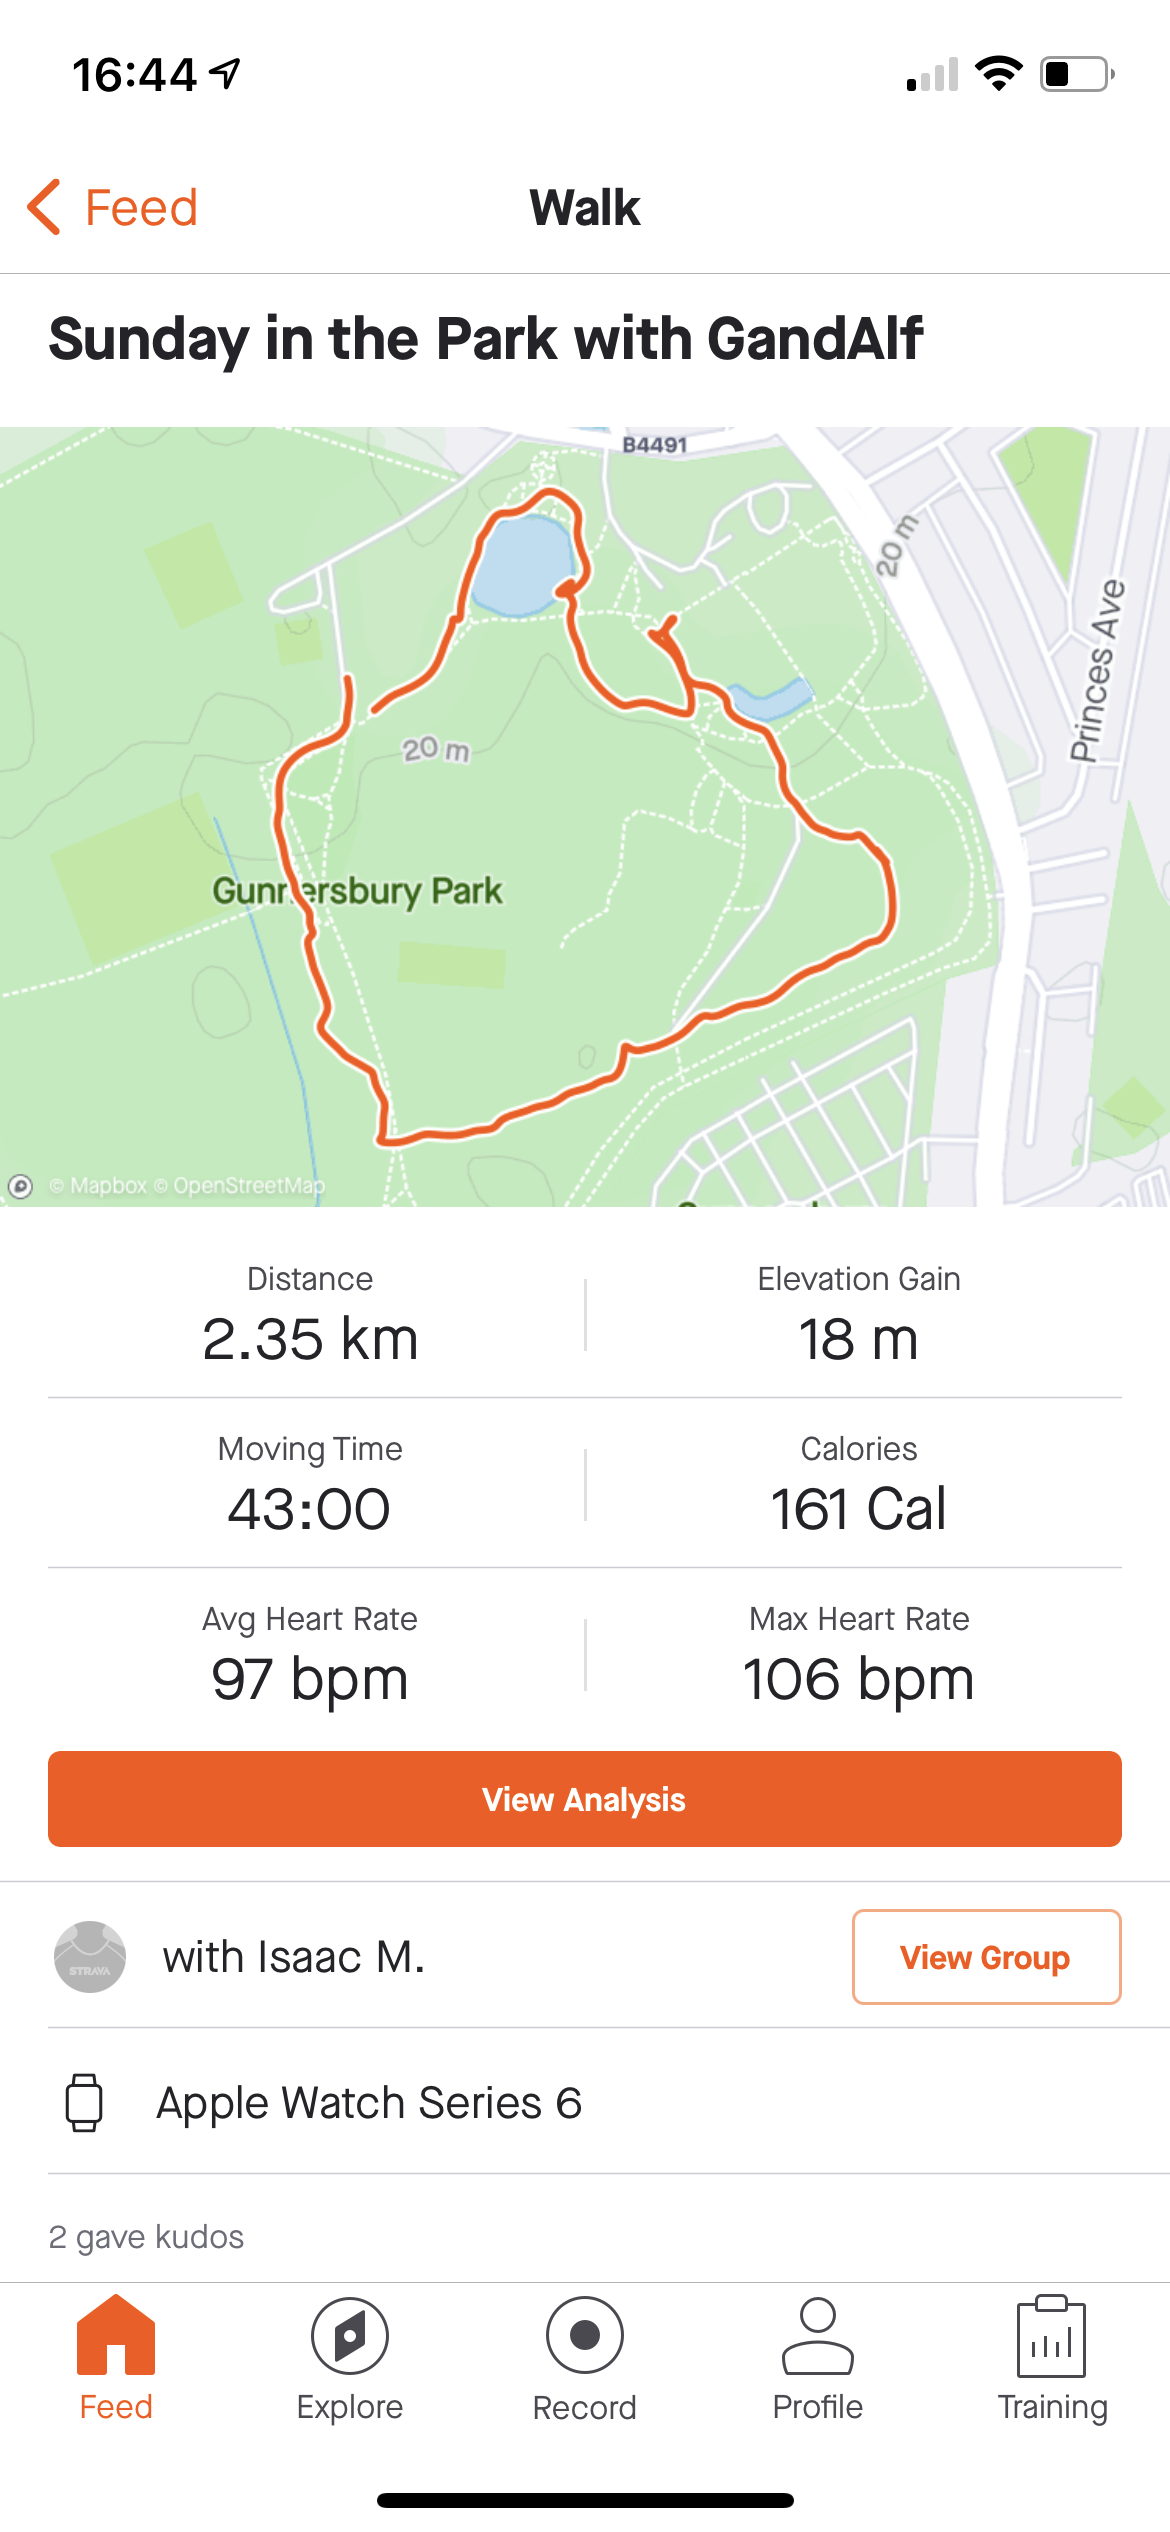 16:44
Feed
Walk
Sunday in the Park with GandAlf
B4491
20 m
Princes Ave
20 m
Gunnersbury Park
© Mapbox © OpenStreetMap
Distance
2.35 km
Elevation Gain
18 m
Moving Time
43:00
Calories
161 Cal
Avg Heart Rate
97 bpm
Max Heart Rate
106 bpm
View Analysis
STRAVA
with Isaac M.
View Group
Apple Watch Series 6
2 gave kudos
Feed
Explore
Record
Profile
Training